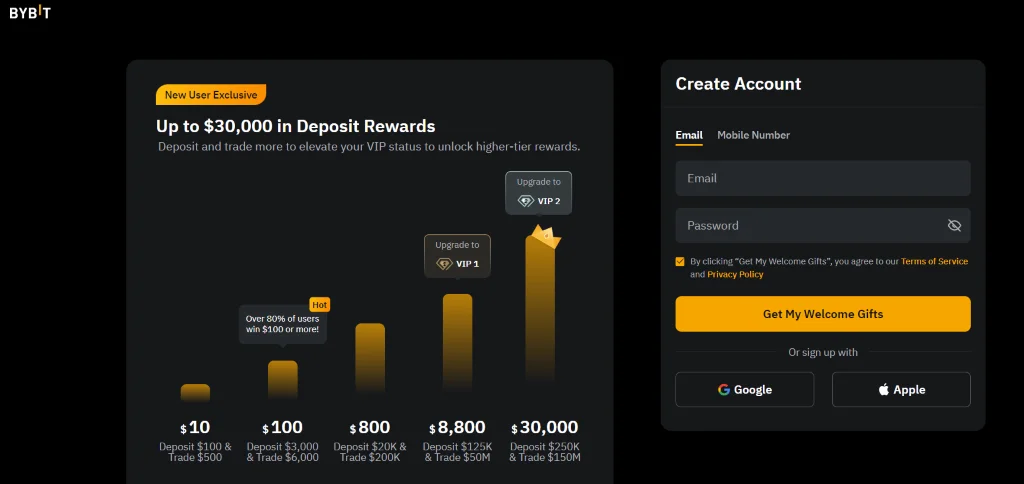 BYBIT
New User Exclusive
Up to $30,000 in Deposit Rewards
Deposit and trade more to elevate your VIP status to unlock higher-tier rewards.
Upgrade to
VIP 2
Upgrade to
VIP 1
Hot
Over 80% of users
win $100 or more!
$10
Deposit $100 &
Trade $500
$100
Deposit $3,000
& Trade $6,000
$800
Deposit $20K &
Trade $200K
$8,800
Deposit $125K
& Trade $50M
$30,000
Deposit $250K
& Trade $150M
Create Account
Email Mobile Number
Email
Password
By clicking "Get My Welcome Gifts", you agree to our Terms of Service
and Privacy Policy
Get My Welcome Gifts
Or sign up with
Google
Apple